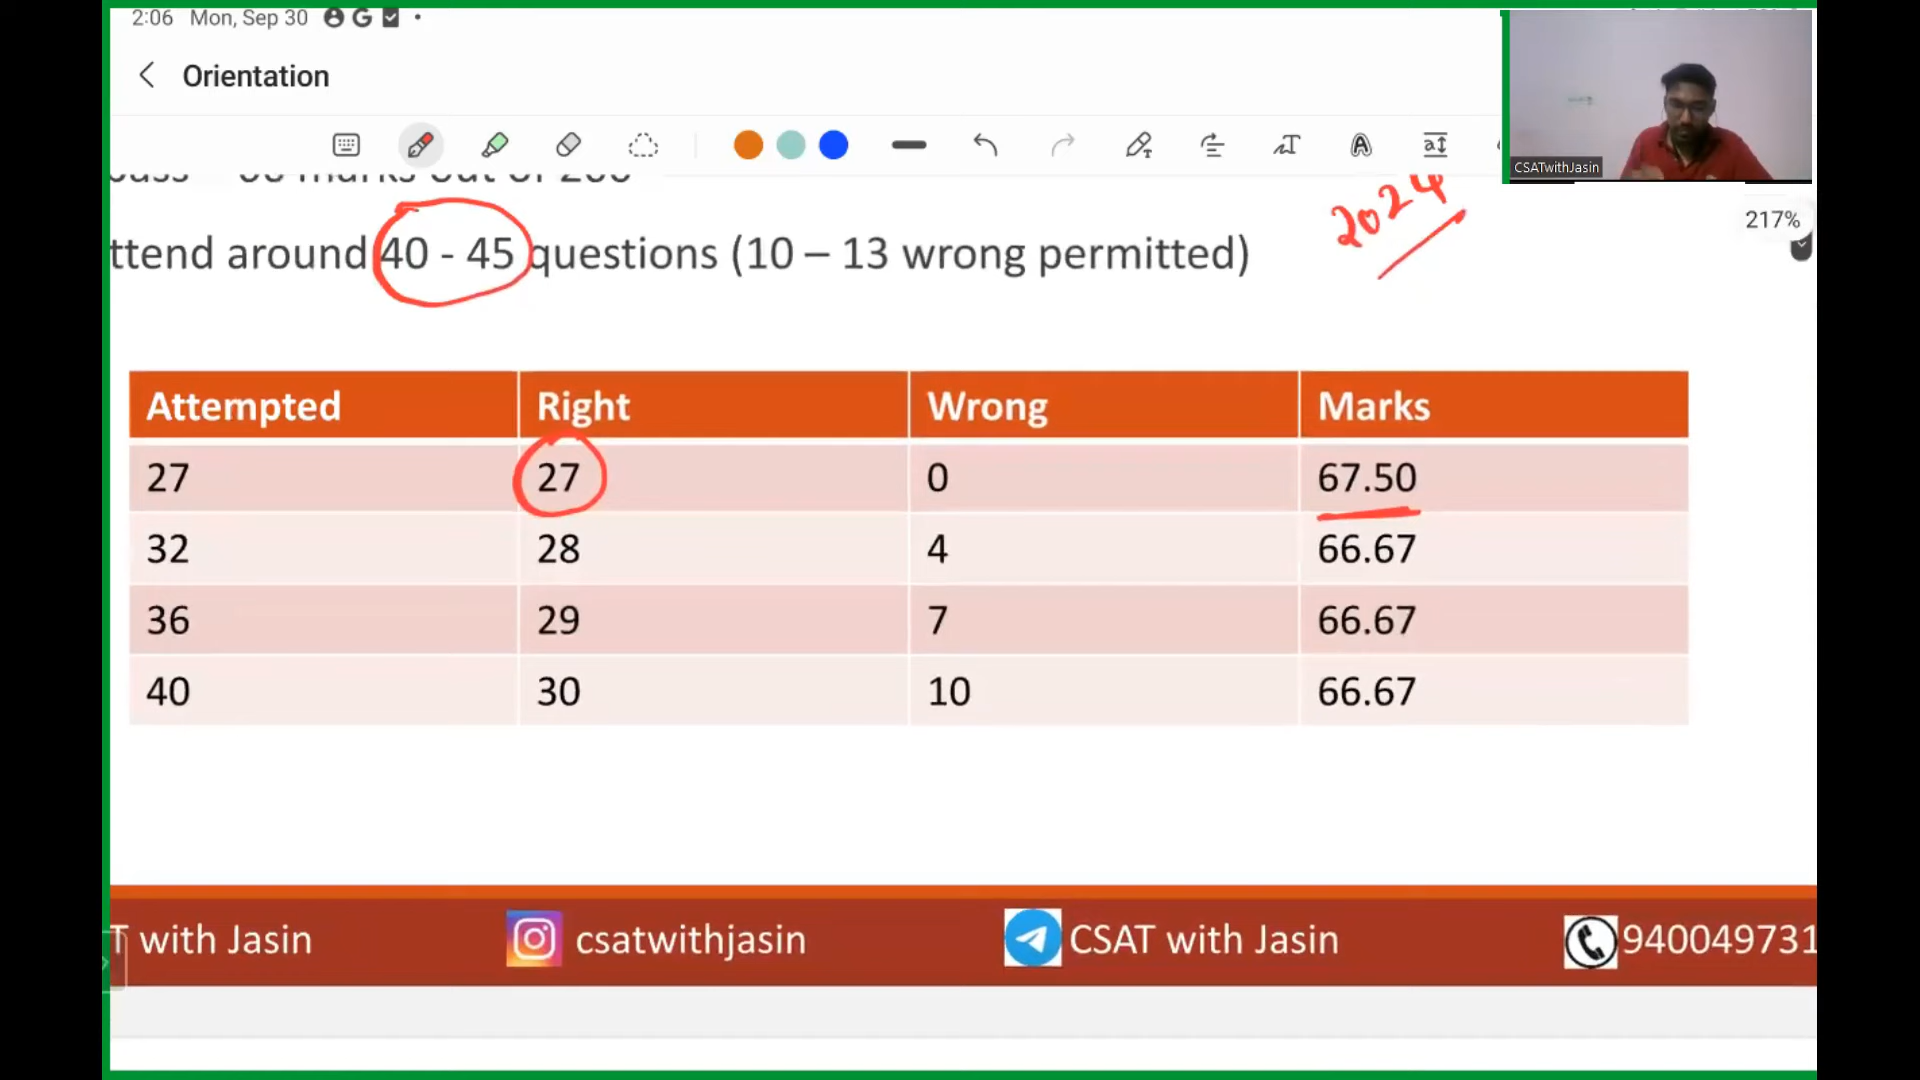 2:06 Mon, Sep 30
Orientation
CSATwithJasin
217%
2024
ttend around 40 - 45 questions (10 – 13 wrong permitted)
Attempted Right Wrong Marks
27 27 0 67.50
32 28 4 66.67
36 29 7 66.67
40 30 10 66.67
T with Jasin csatwithjasin CSAT with Jasin 940049731